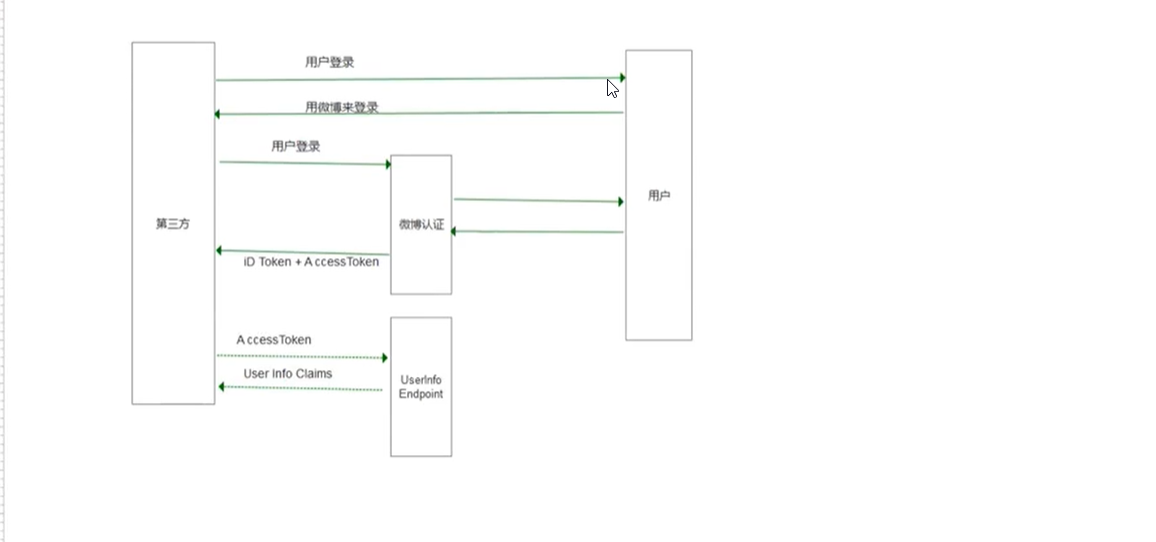 用户登录
用微博来登录
用户登录
第三方
微博认证
用户
iD Token + AccessToken
AccessToken
User Info Claims
UserInfo
Endpoint